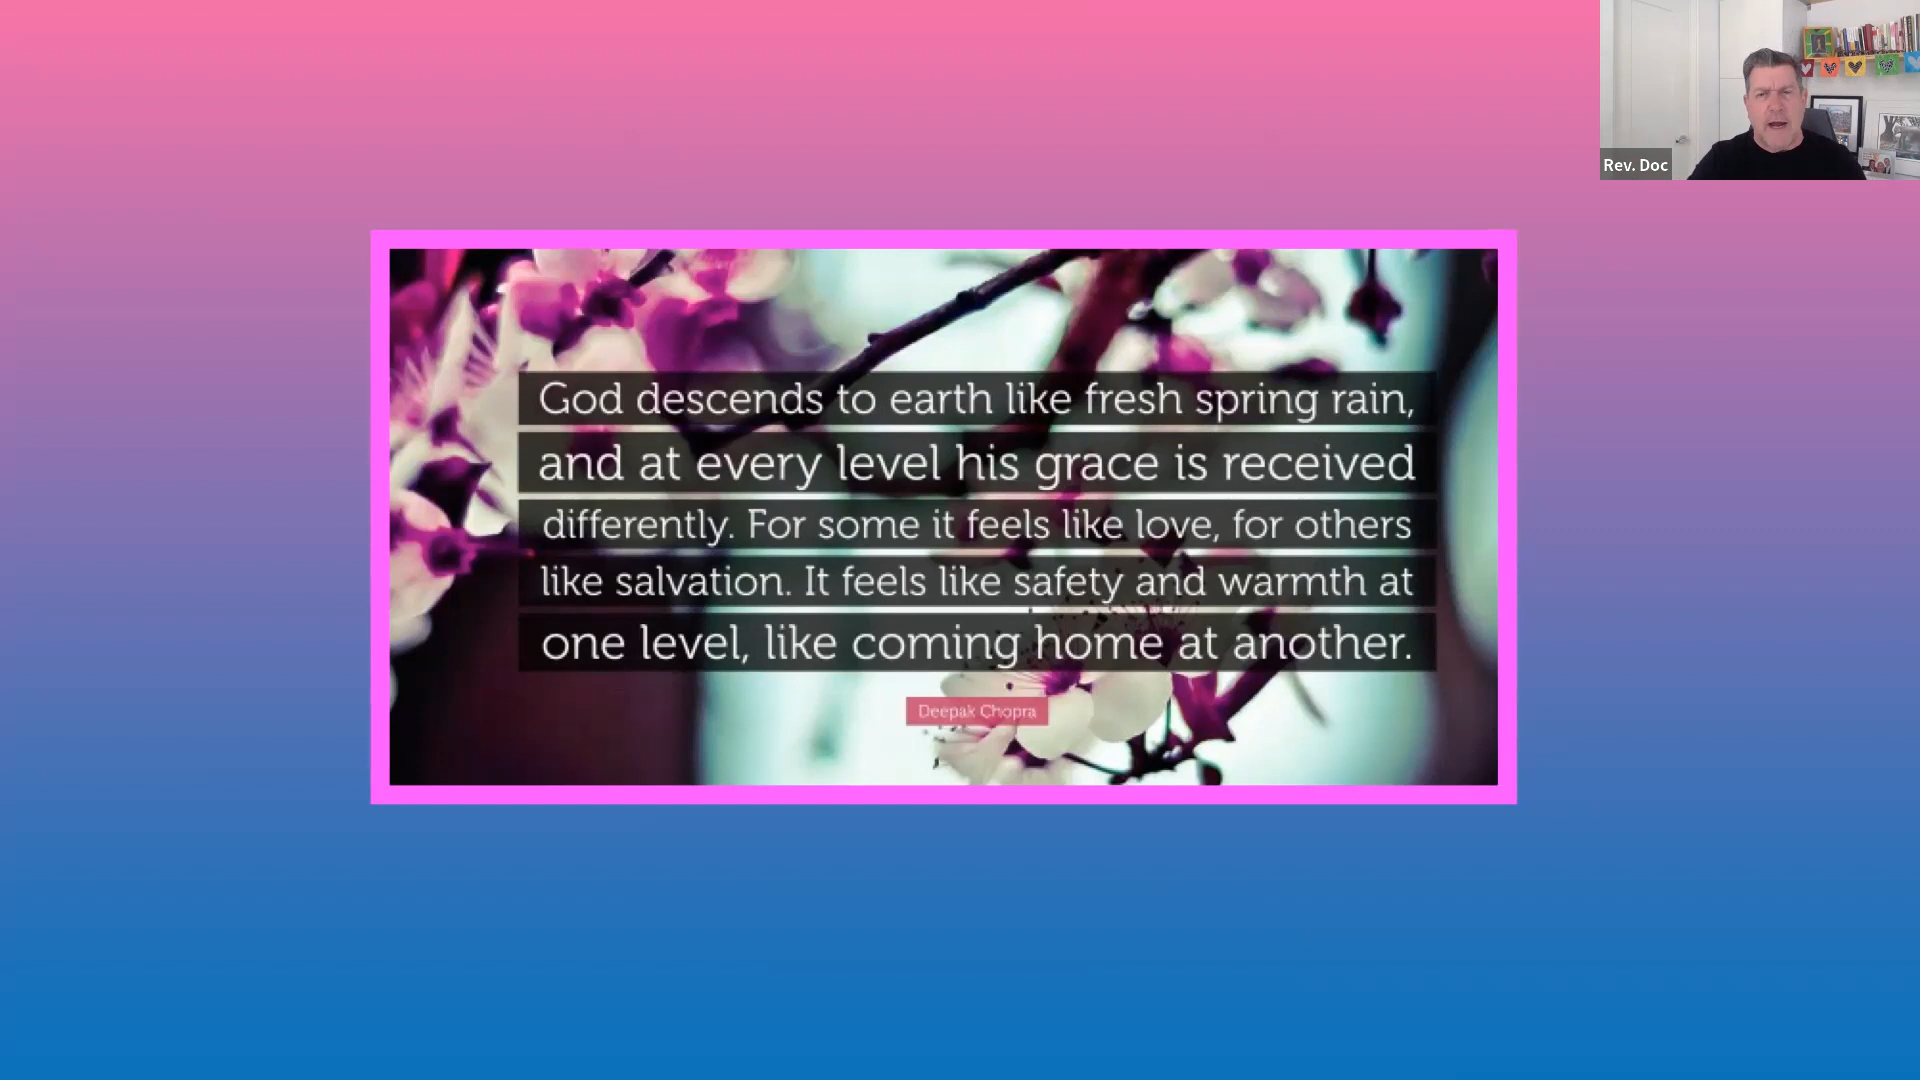 Rev. Doc
God descends to earth like fresh spring rain,
and at every level his grace is received
differently. For some it feels like love, for others
like salvation. It feels like safety and warmth at
one level, like coming home at another.
Deepak Chopra